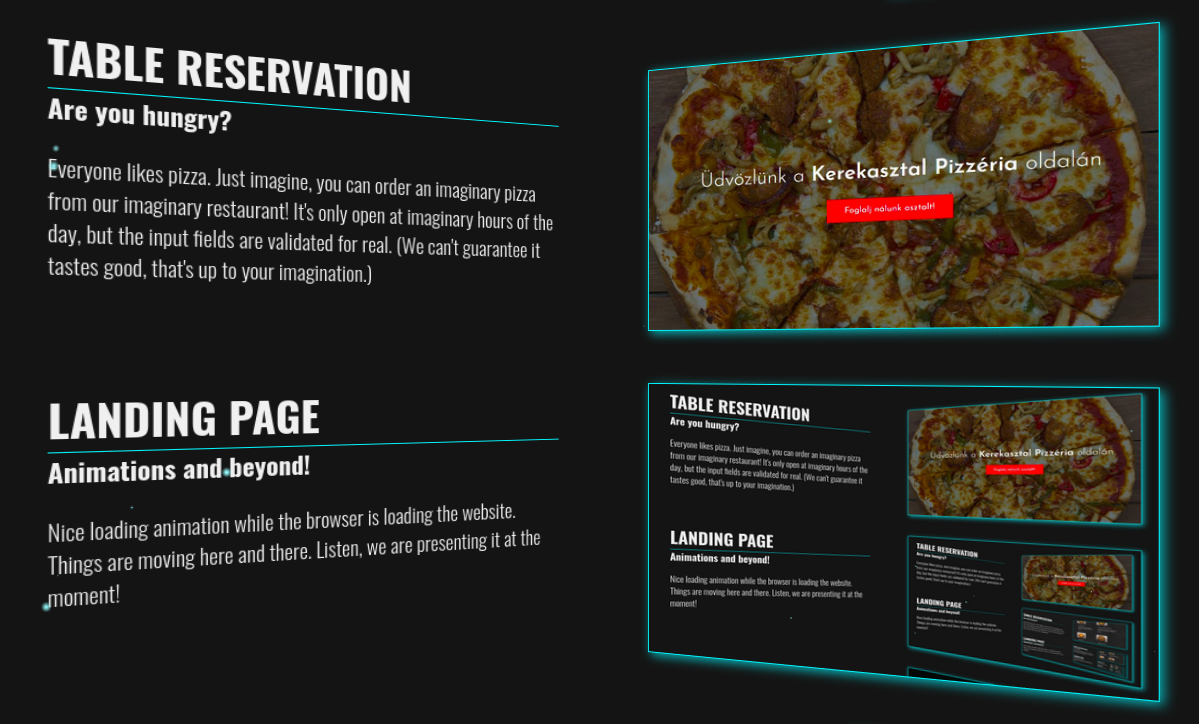 TABLE RESERVATION
Are you hungry?
Everyone likes pizza. Just imagine, you can order an imaginary pizza
from our imaginary restaurant! It's only open at imaginary hours of the
day, but the input fields are validated for real. (We can't guarantee it
tastes good, that's up to your imagination.)
Üdvözlünk a Kerekasztal Pizzéria oldalán
Foglalj nálunk asztalt!
LANDING PAGE
Animations and beyond!
Nice loading animation while the browser is loading the website.
Things are moving here and there. Listen, we are presenting it at the
moment!
TABLE RESERVATION
Are you hungry?
Everyone likes pizza. Just imagine, you can order an imaginary pizza
from our imaginary restaurant! It's only open at imaginary hours of the
day, but the input fields are validated for real. (We can't guarantee it
tastes good, that's up to your imagination.)
Üdvözlünk a Kerekasztal Pizzéria oldalán
Foglalj nálunk asztalt!
LANDING PAGE
Animations and beyond!
Nice loading animation while the browser is loading the website.
Things are moving here and there. Listen, we are presenting it at the
moment!
TABLE RESERVATION
Are you hungry?
LANDING PAGE
Animations and beyond!